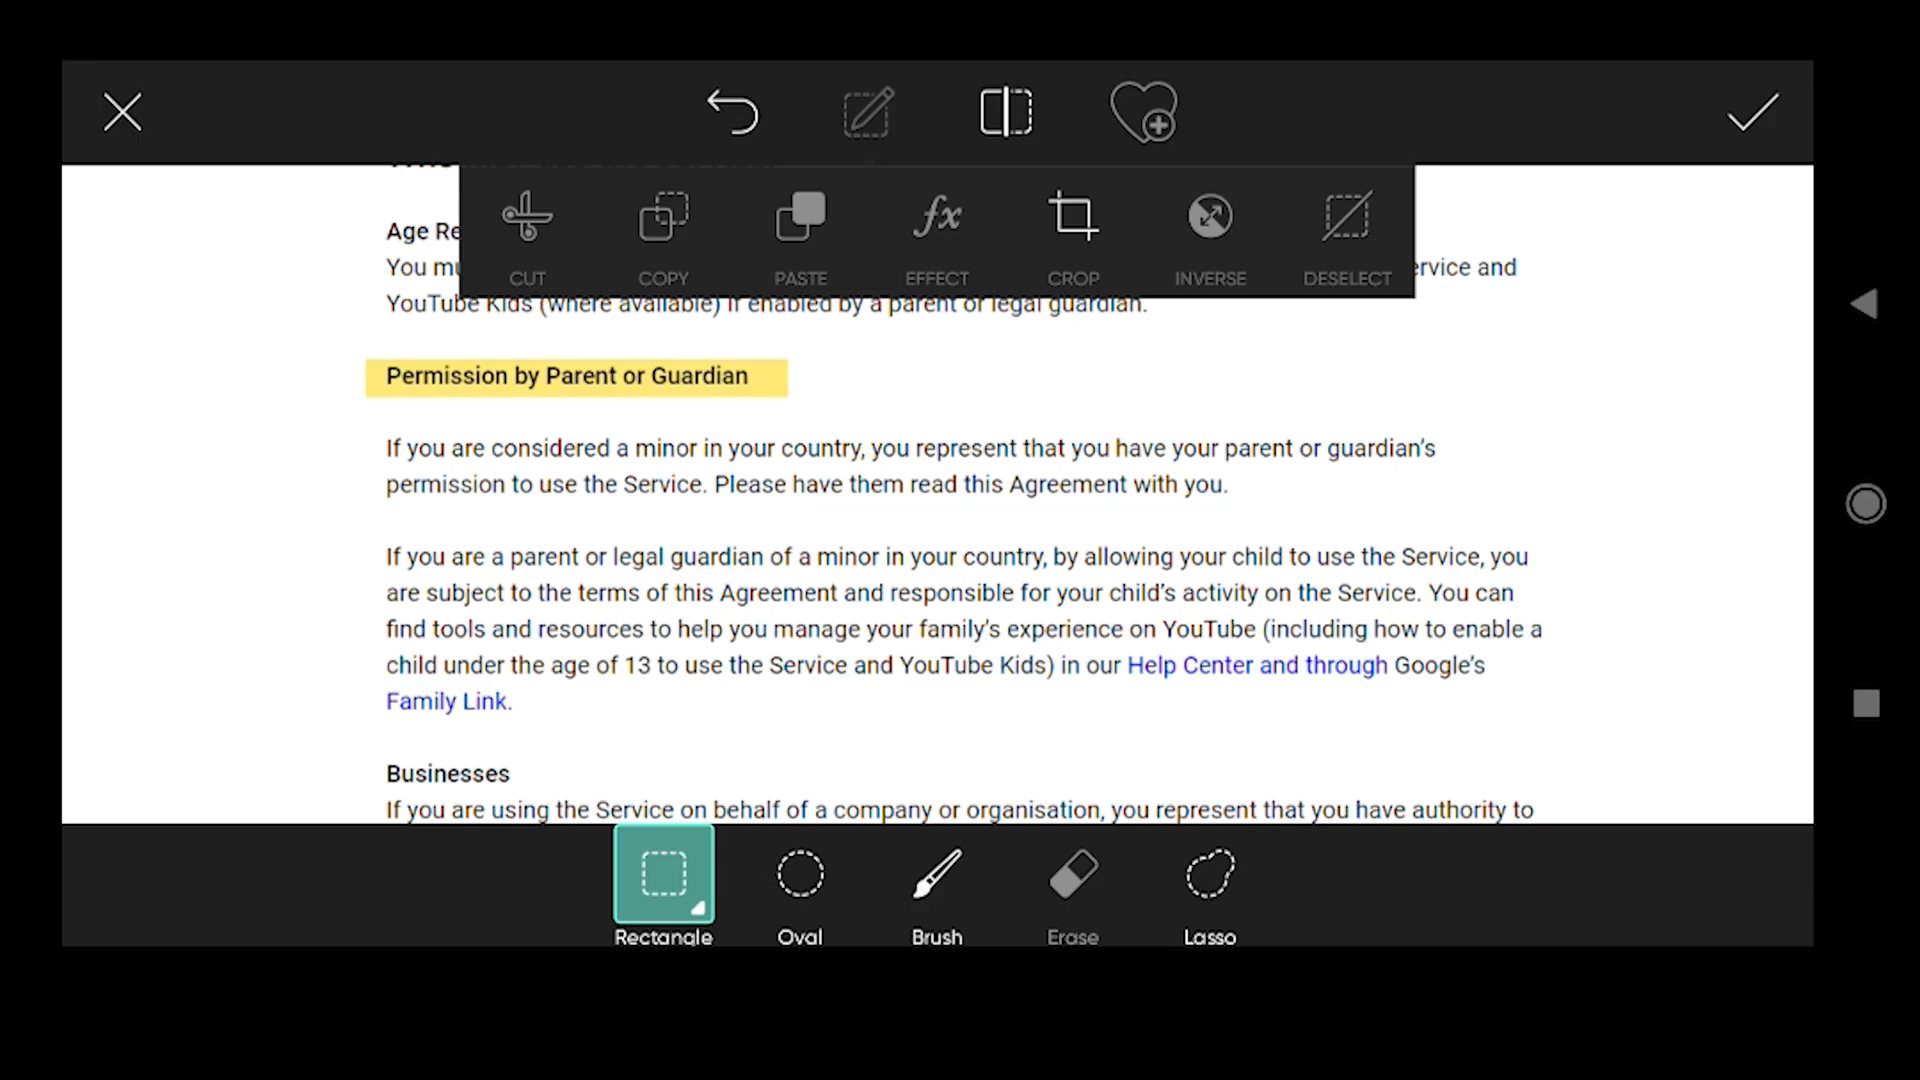 CUT COPY PASTE EFFECT CROP INVERSE DESELECT
Age Re
You mu ervice and
YouTube Kids (where available) if enabled by a parent or legal guardian.
Permission by Parent or Guardian
If you are considered a minor in your country, you represent that you have your parent or guardian’s
permission to use the Service. Please have them read this Agreement with you.
If you are a parent or legal guardian of a minor in your country, by allowing your child to use the Service, you
are subject to the terms of this Agreement and responsible for your child’s activity on the Service. You can
find tools and resources to help you manage your family’s experience on YouTube (including how to enable a
child under the age of 13 to use the Service and YouTube Kids) in our Help Center and through Google’s
Family Link.
Businesses
If you are using the Service on behalf of a company or organisation, you represent that you have authority to
Rectangle Oval Brush Erase Lasso